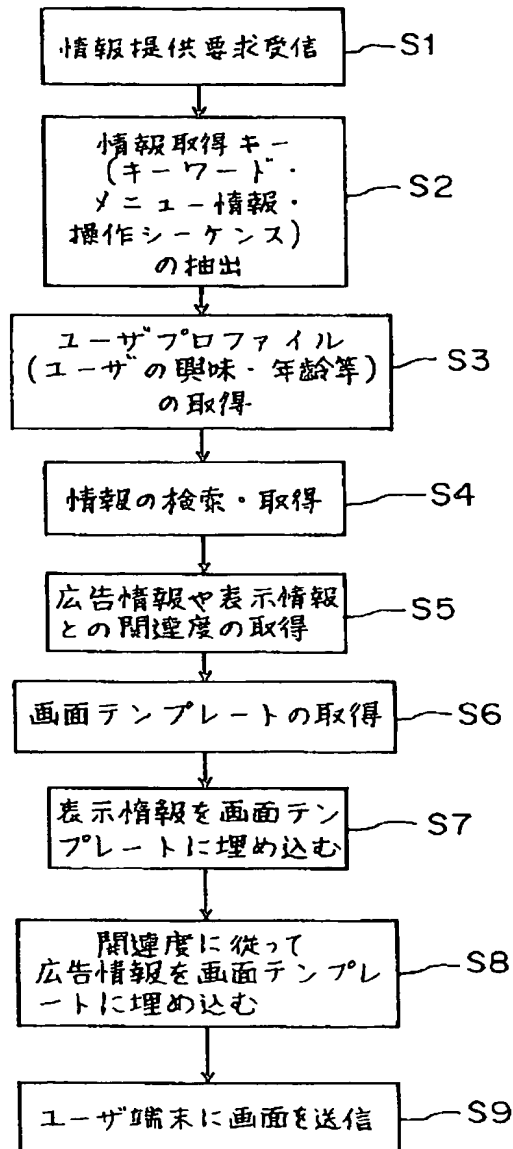 情報提供要求受信
S1
情報取得キー
(キーワード・
メニュー情報・
操作シーケンス)
の抽出
S2
ユーザプロファイル
(ユーザの興味・年齢等)
の取得
S3
情報の検索・取得
S4
広告情報や表示情報
との関連度の取得
S5
画面テンプレートの取得
S6
表示情報を画面テン
プレートに埋め込む
S7
関連度に従って
広告情報を画面テンプレ
ートに埋め込む
S8
ユーザ端末に画面を送信
S9